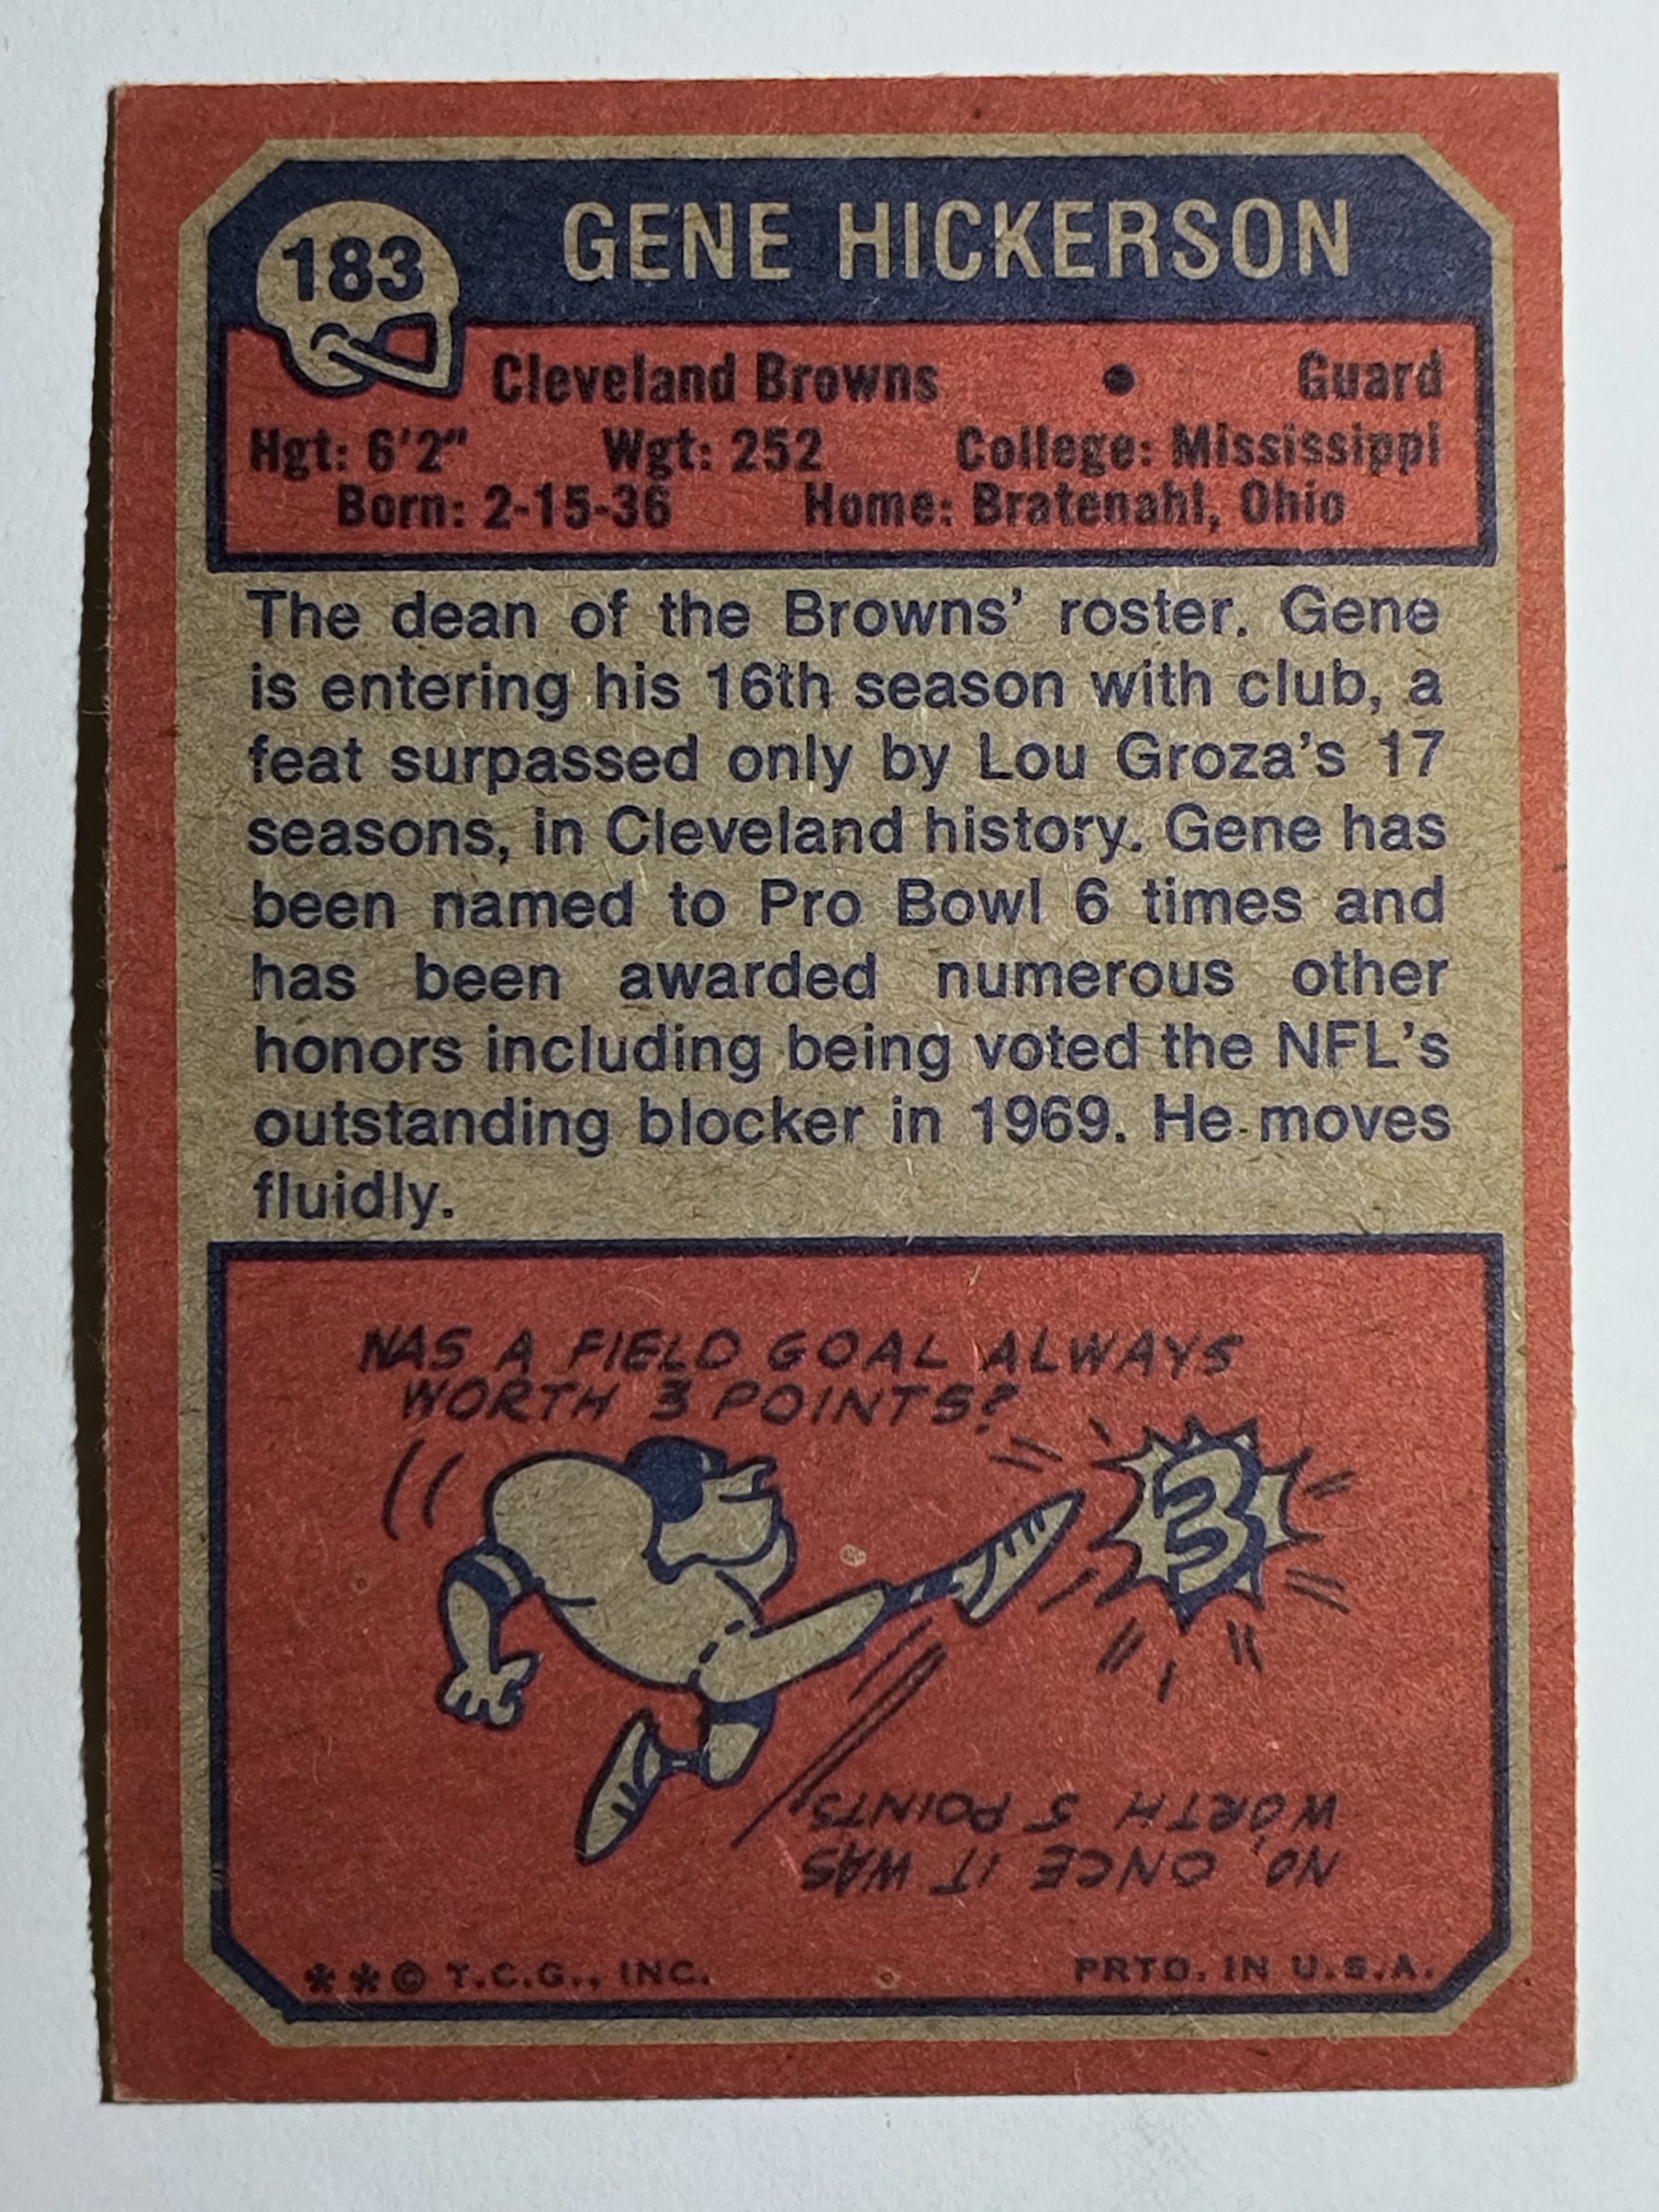 183
GENE HICKERSON
Cleveland Browns • Guard
Hgt: 6'2" Wgt: 252 College: Mississippi
Born: 2-15-36 Home: Bratenahl, Ohio
The dean of the Browns' roster. Gene
is entering his 16th season with club, a
feat surpassed only by Lou Groza's 17
seasons, in Cleveland history. Gene has
been named to Pro Bowl 6 times and
has been awarded numerous other
honors including being voted the NFL's
outstanding blocker in 1969. He moves
fluidly.
WAS A FIELD GOAL ALWAYS
WORTH 3 POINTS?
3
NO, ONCE IT WAS
WORTH 5 POINTS
**© T.C.G., INC. PRTD. IN U.S.A.